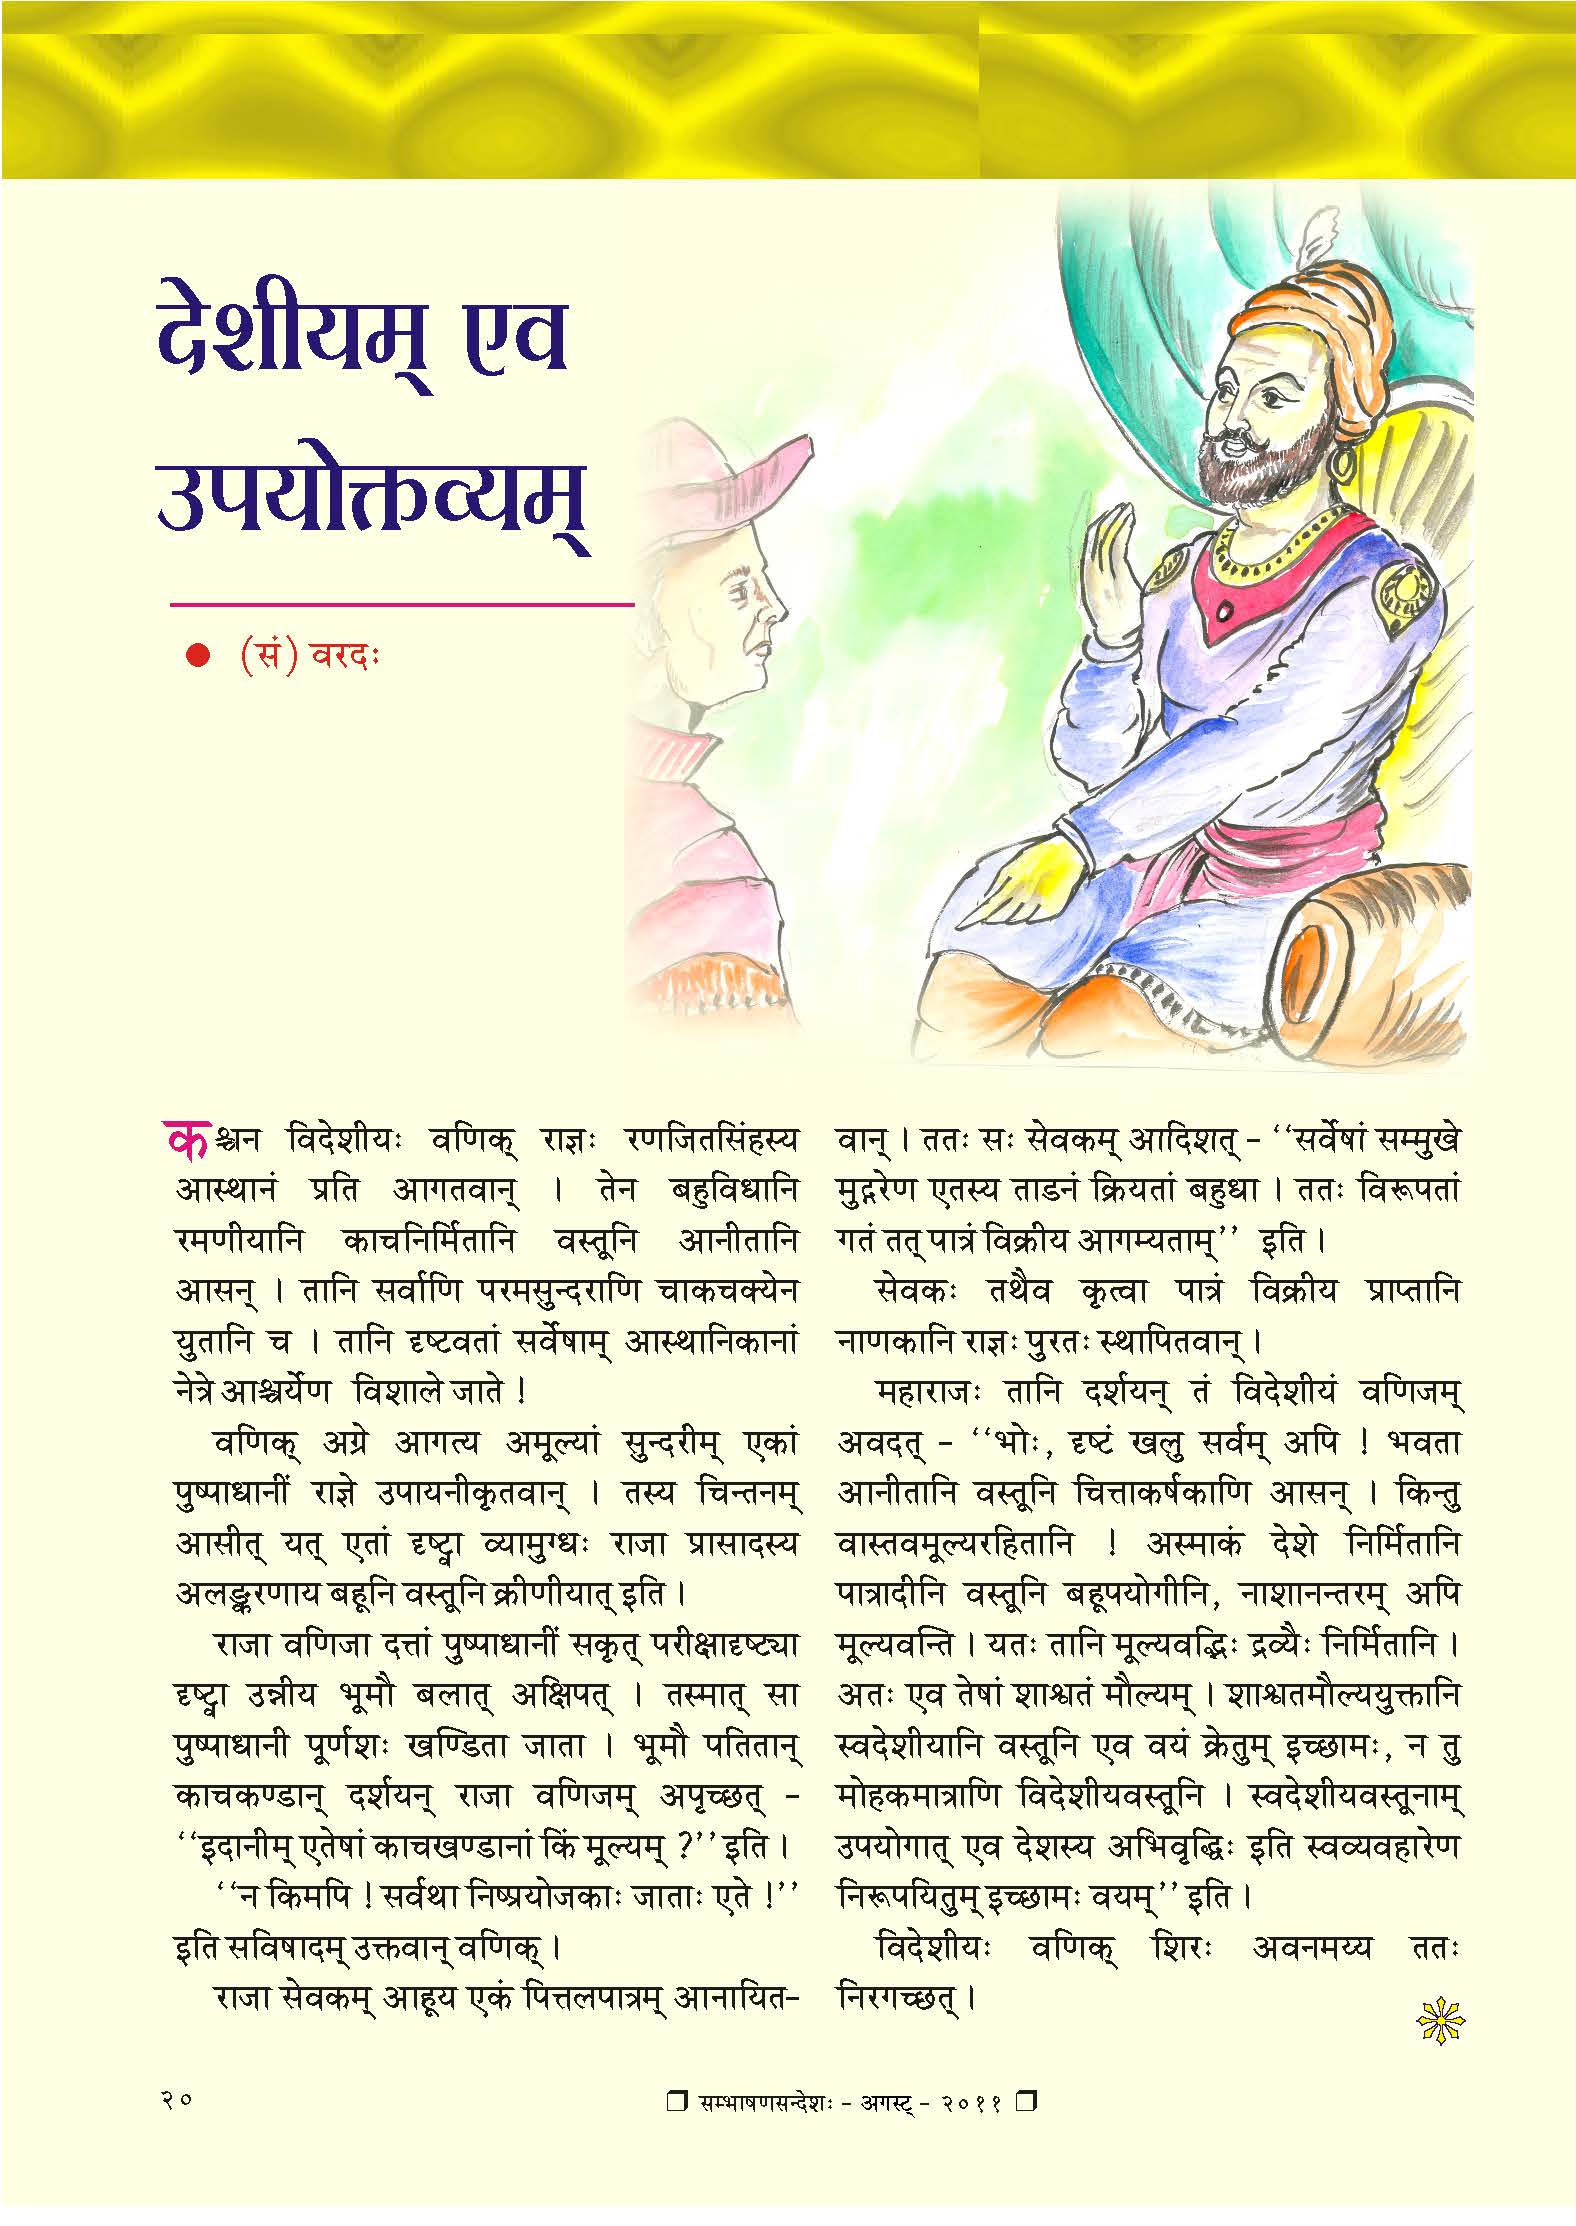 देशीयम् एव
उपयोक्तव्यम्
● (सं) वरदः
कश्चन विदेशीयः वणिक् राज्ञः रणजितसिंहस्य
आस्थानं प्रति आगतवान् । तेन बहुविधानि
रमणीयानि काचनिर्मितानि वस्तूनि आनीतानि
आसन् । तानि सर्वाणि परमसुन्दराणि चाकचक्येन
युतानि च । तानि दृष्टवतां सर्वेषाम् आस्थानिकानां
नेत्रे आश्चर्येण विशाले जाते !
वणिक् अग्रे आगत्य अमूल्यां सुन्दरीम् एकां
पुष्पाधानीं राज्ञे उपायनीकृतवान् । तस्य चिन्तनम्
आसीत् यत् एतां दृष्ट्वा व्यामुग्धः राजा प्रासादस्य
अलङ्करणाय बहूनि वस्तूनि क्रीणीयात् इति ।
राजा वणिजा दत्तां पुष्पाधानीं सकृत् परीक्षादृष्ट्या
दृष्ट्वा उन्नीय भूमौ बलात् अक्षिपत् । तस्मात् सा
पुष्पाधानी पूर्णशः खण्डिता जाता । भूमौ पतितान्
काचकण्डान् दर्शयन् राजा वणिजम् अपृच्छत् -
‘‘इदानीम् एतेषां काचखण्डानां किं मूल्यम् ?’’ इति ।
‘‘न किमपि ! सर्वथा निष्प्रयोजकाः जाताः एते !’’
इति सविषादम् उक्तवान् वणिक् ।
राजा सेवकम् आहूय एकं पित्तलपात्रम् आनायित-
वान् । ततः सः सेवकम् आदिशत् - ‘‘सर्वेषां सम्मुखे
मुद्गरेण एतस्य ताडनं क्रियतां बहुधा । ततः विरूपतां
गतं तत् पात्रं विक्रीय आगम्यताम्’’ इति ।
सेवकः तथैव कृत्वा पात्रं विक्रीय प्राप्तानि
नाणकानि राज्ञः पुरतः स्थापितवान् ।
महाराजः तानि दर्शयन् तं विदेशीयं वणिजम्
अवदत् - ‘‘भोः, दृष्टं खलु सर्वम् अपि ! भवता
आनीतानि वस्तूनि चित्ताकर्षकाणि आसन् । किन्तु
वास्तवमूल्यरहितानि ! अस्माकं देशे निर्मितानि
पात्रादीनि वस्तूनि बहूपयोगीनि, नाशानन्तरम् अपि
मूल्यवन्ति । यतः तानि मूल्यवद्भिः द्रव्यैः निर्मितानि ।
अतः एव तेषां शाश्वतं मौल्यम् । शाश्वतमौल्ययुक्तानि
स्वदेशीयानि वस्तूनि एव वयं क्रेतुम् इच्छामः, न तु
मोहकमात्राणि विदेशीयवस्तूनि । स्वदेशीयवस्तूनाम्
उपयोगात् एव देशस्य अभिवृद्धिः इति स्वव्यवहारेण
निरूपयितुम् इच्छामः वयम्’’ इति ।
विदेशीयः वणिक् शिरः अवनमय्य ततः
निरगच्छत् ।
२०
❒ सम्भाषणसन्देशः - अगस्ट् - २०११ ❒